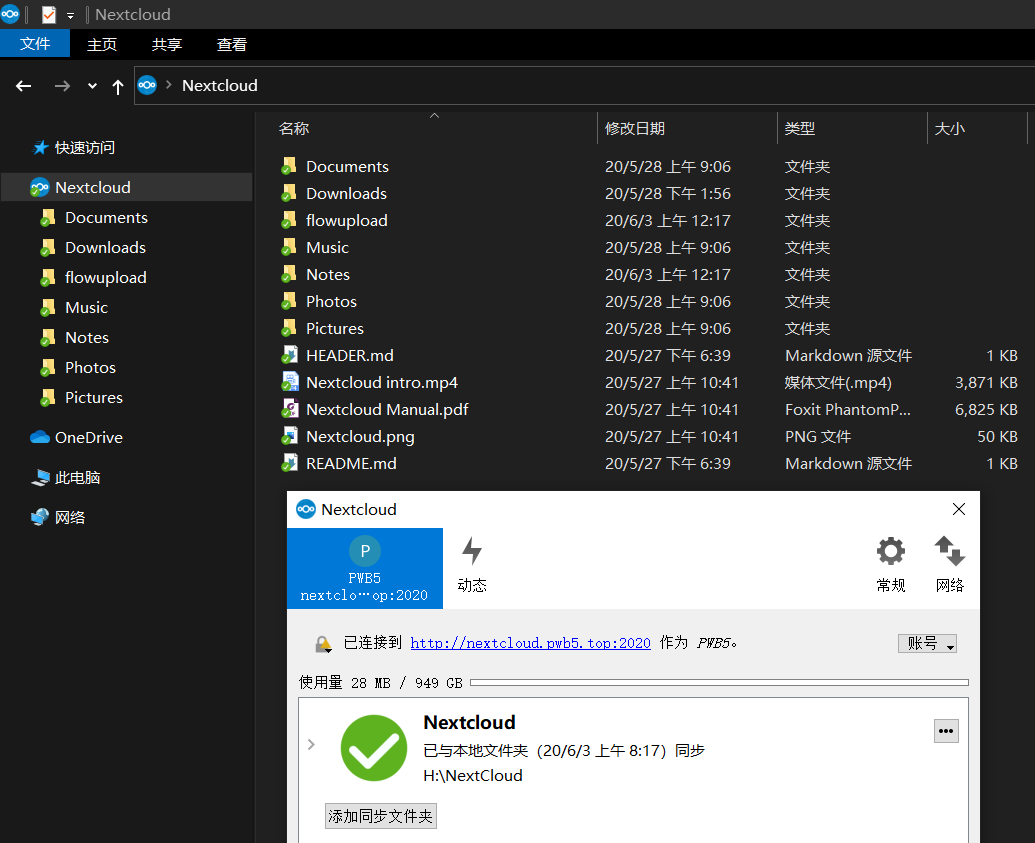 Nextcloud
文件 主页 共享 查看
Nextcloud
名称 修改日期 类型 大小
快速访问
Nextcloud
Documents
Downloads
flowupload
Music
Notes
Photos
Pictures
OneDrive
此电脑
网络
Documents 20/5/28 上午 9:06 文件夹
Downloads 20/5/28 下午 1:56 文件夹
flowupload 20/6/3 上午 12:17 文件夹
Music 20/5/28 上午 9:06 文件夹
Notes 20/6/3 上午 12:17 文件夹
Photos 20/5/28 上午 9:06 文件夹
Pictures 20/5/28 上午 9:06 文件夹
HEADER.md 20/5/27 下午 6:39 Markdown 源文件 1 KB
Nextcloud intro.mp4 20/5/27 上午 10:41 媒体文件(.mp4) 3,871 KB
Nextcloud Manual.pdf 20/5/27 上午 10:41 Foxit PhantomP... 6,825 KB
Nextcloud.png 20/5/27 上午 10:41 PNG 文件 50 KB
README.md 20/5/27 下午 6:39 Markdown 源文件 1 KB
Nextcloud
P
PWB5
nextclo…op:2020
动态
常规
网络
已连接到 http://nextcloud.pwb5.top:2020 作为 PWB5。
账号
使用量 28 MB / 949 GB
Nextcloud
已与本地文件夹（20/6/3 上午 8:17）同步
H:\NextCloud
添加同步文件夹